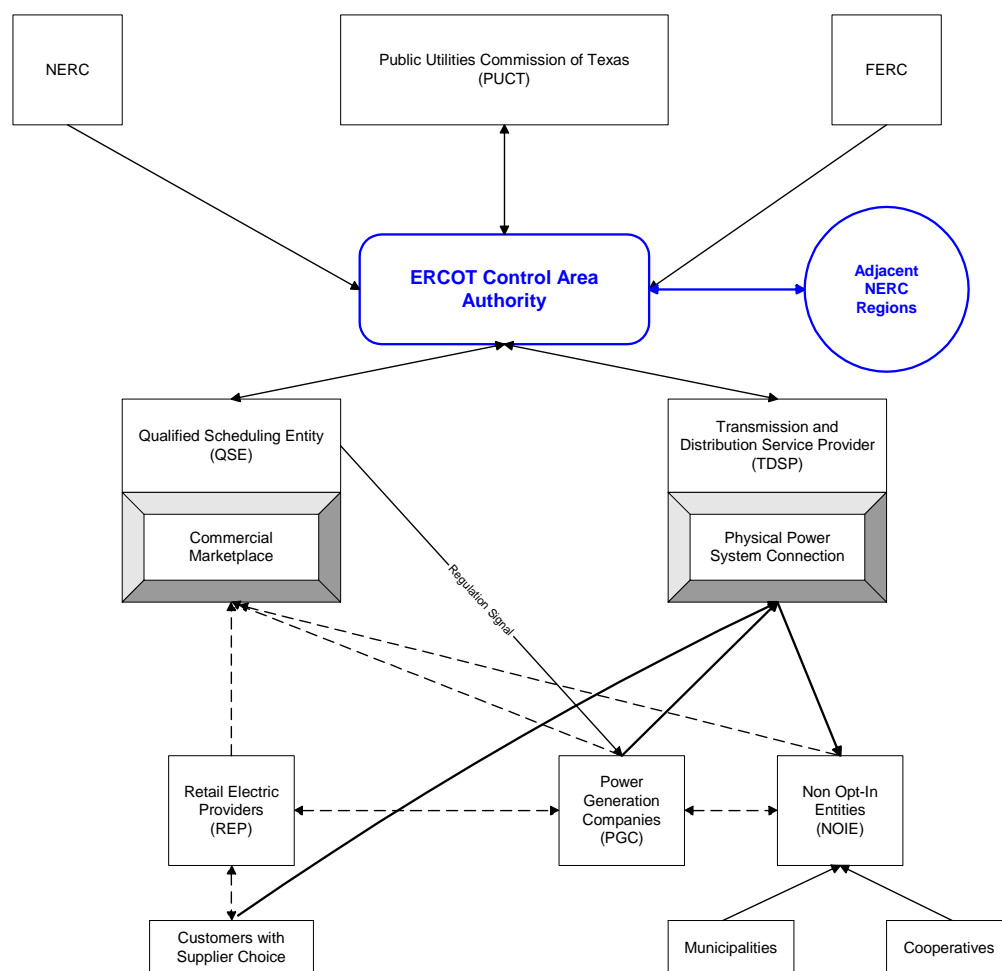 NERC
Public Utilities Commission of Texas
(PUCT)
FERC
ERCOT Control Area
Authority
Adjacent
NERC
Regions
Qualified Scheduling Entity
(QSE)
Transmission and
Distribution Service Provider
(TDSP)
Commercial
Marketplace
Physical Power
System Connection
Regulation Signal
Retail Electric
Providers
(REP)
Power
Generation
Companies
(PGC)
Non Opt-In
Entities
(NOIE)
Customers with
Supplier Choice
Municipalities
Cooperatives